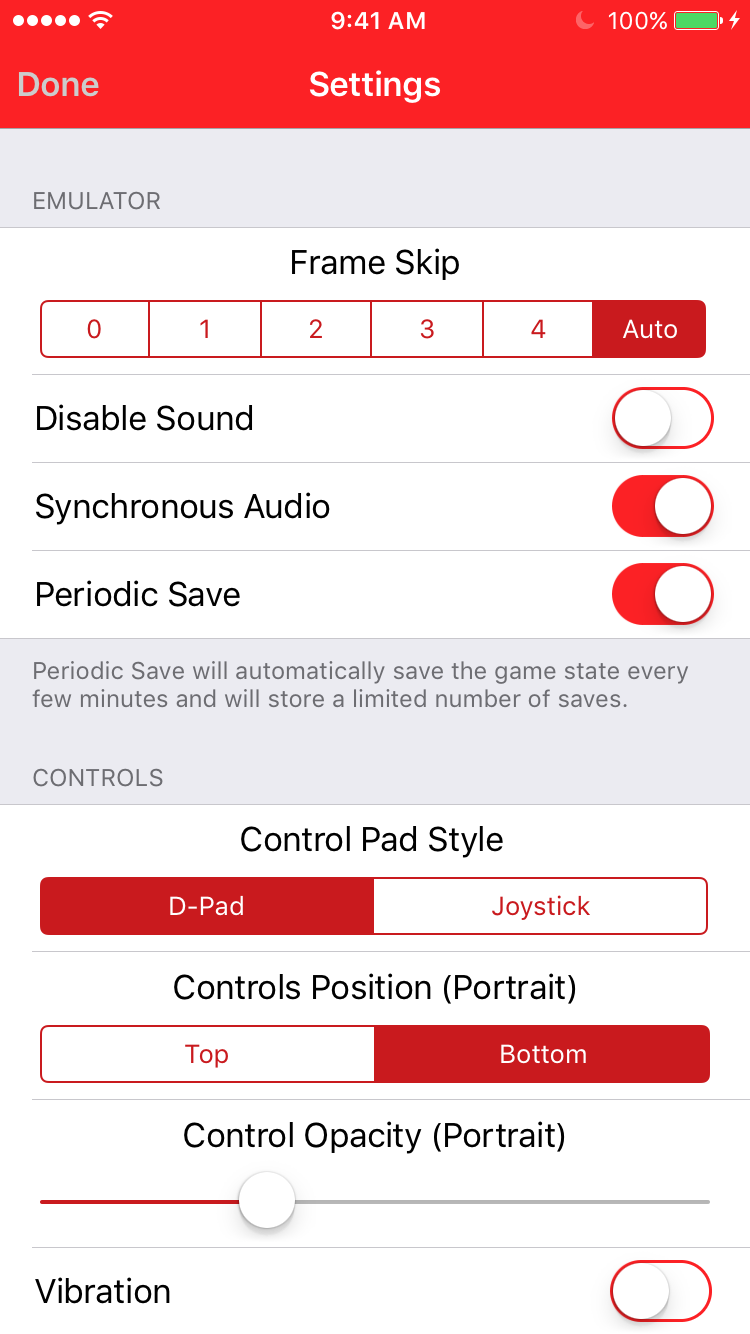 9:41 AM 100%
Done Settings
EMULATOR
Frame Skip
0 1 2 3 4 Auto
Disable Sound
Synchronous Audio
Periodic Save
Periodic Save will automatically save the game state every
few minutes and will store a limited number of saves.
CONTROLS
Control Pad Style
D-Pad Joystick
Controls Position (Portrait)
Top Bottom
Control Opacity (Portrait)
Vibration